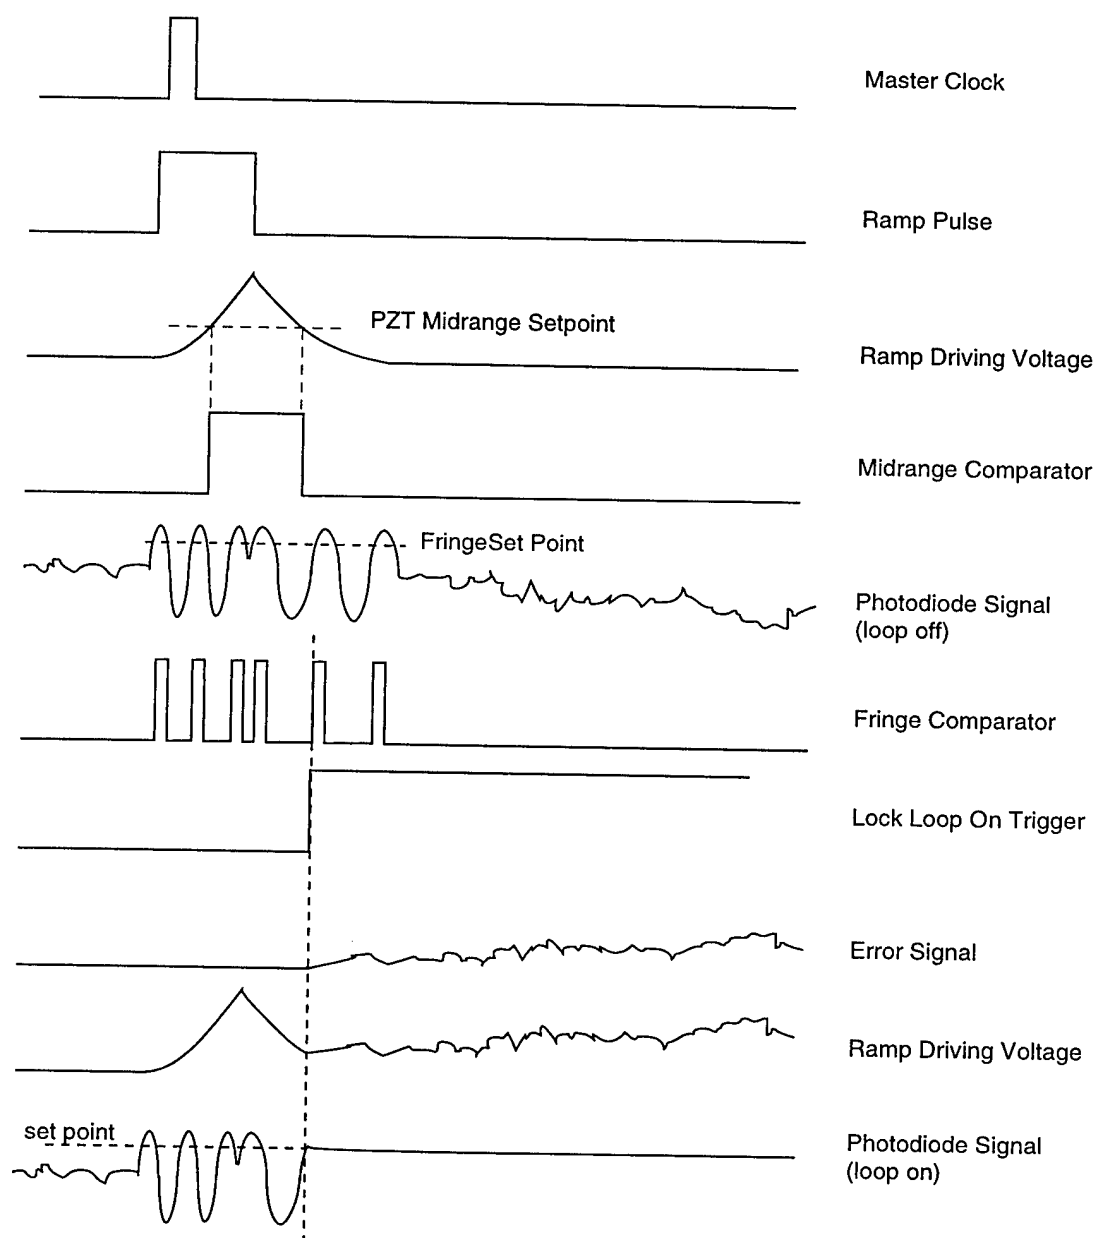 Master Clock
Ramp Pulse
PZT Midrange Setpoint
Ramp Driving Voltage
Midrange Comparator
FringeSet Point
Photodiode Signal
(loop off)
Fringe Comparator
Lock Loop On Trigger
Error Signal
Ramp Driving Voltage
set point
Photodiode Signal
(loop on)